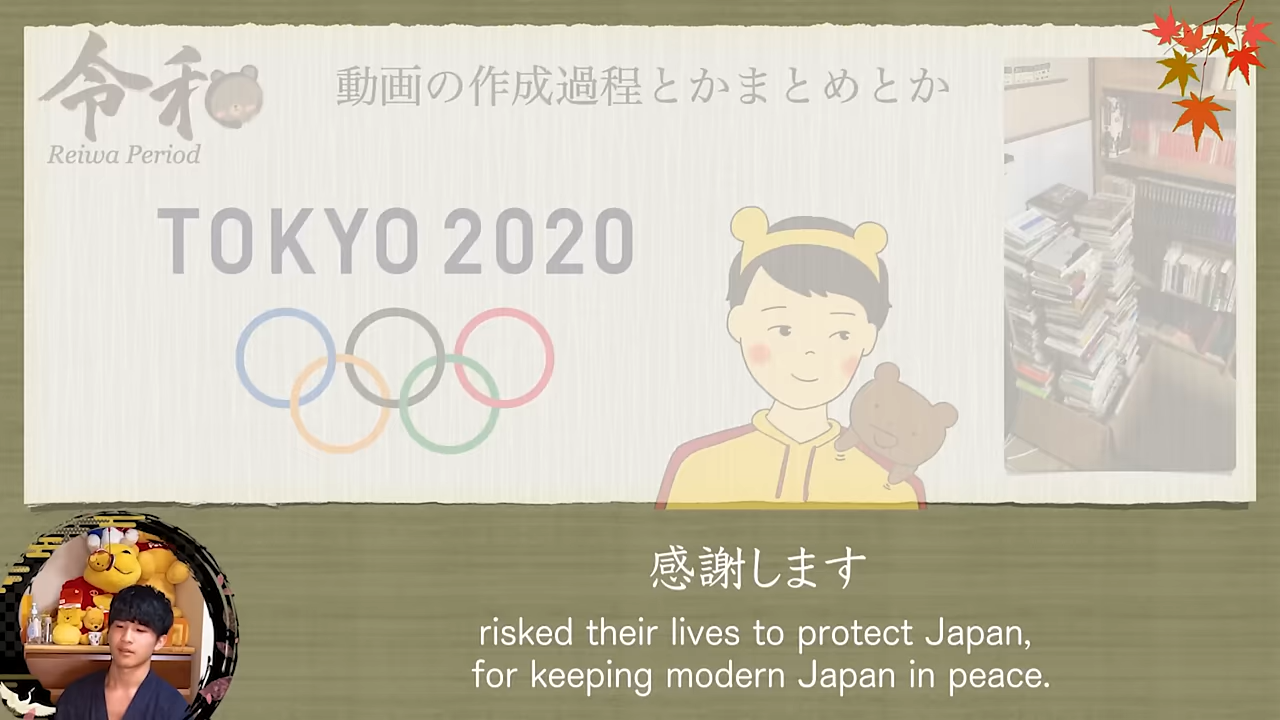 令和
Reiwa Period
動画の作成過程とかまとめとか
TOKYO 2020
感謝します
risked their lives to protect Japan,
for keeping modern Japan in peace.